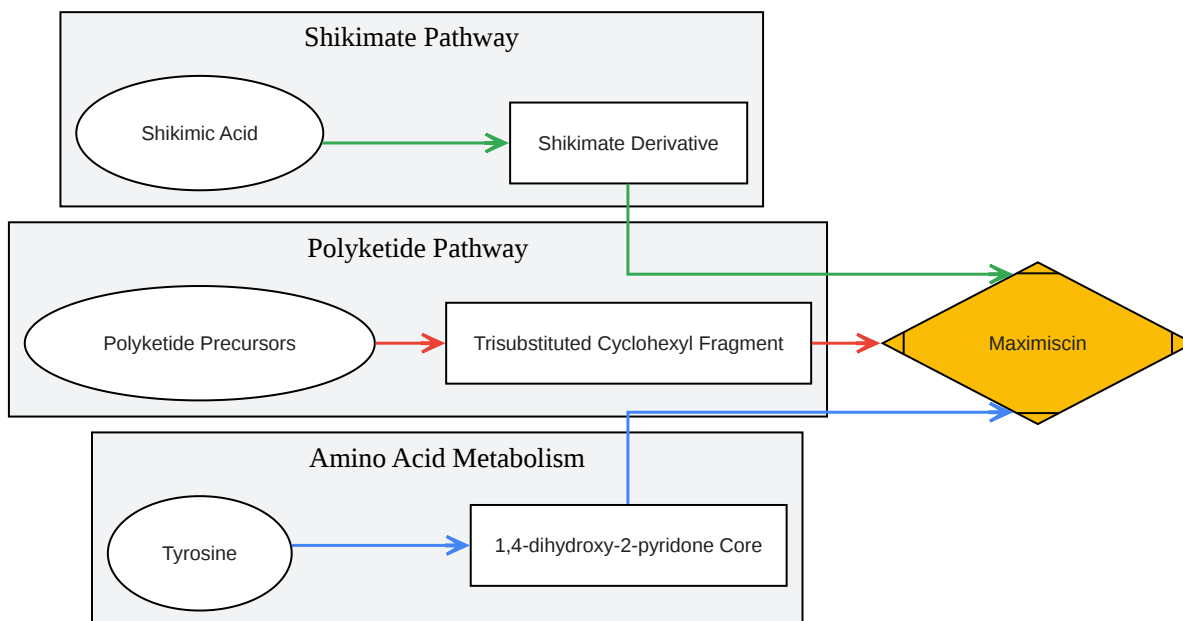 Shikimate Pathway
Shikimic Acid
Shikimate Derivative
Polyketide Pathway
Polyketide Precursors
Trisubstituted Cyclohexyl Fragment
Maximiscin
Amino Acid Metabolism
Tyrosine
1,4-dihydroxy-2-pyridone Core